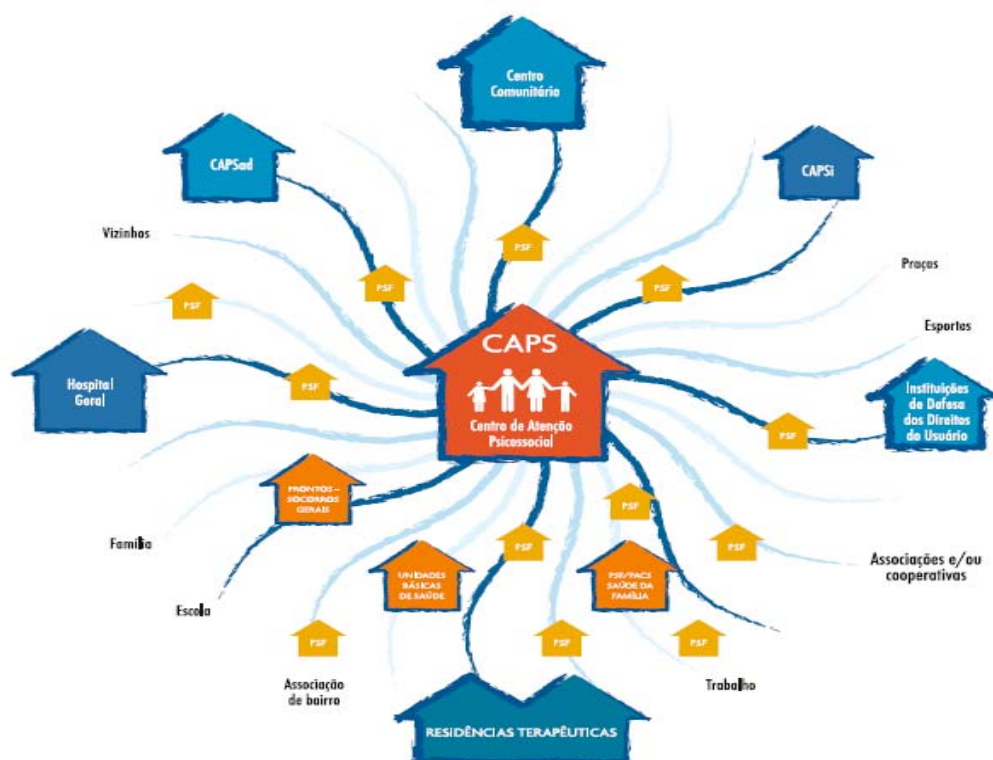 Centro
Comunitário
CAPSad
CAPSi
Vizinhos
PSF
PSF
PSF
Praças
PSF
Esportes
CAPS
Centro de Atenção
Psicossocial
Hospital
Geral
PSF
Instituições
de Defesa
dos Direitos
do Usuário
PSF
PRONTOS-
SOCORROS
GERAIS
PSF
Família
PSF
PSF
Associações e/ou
cooperativas
UNIDADES
BÁSICAS
DE SAÚDE
PSF/PACS
SAÚDE DA
FAMÍLIA
Escola
PSF
PSF
PSF
Associação
de bairro
Trabalho
RESIDÊNCIAS TERAPÊUTICAS